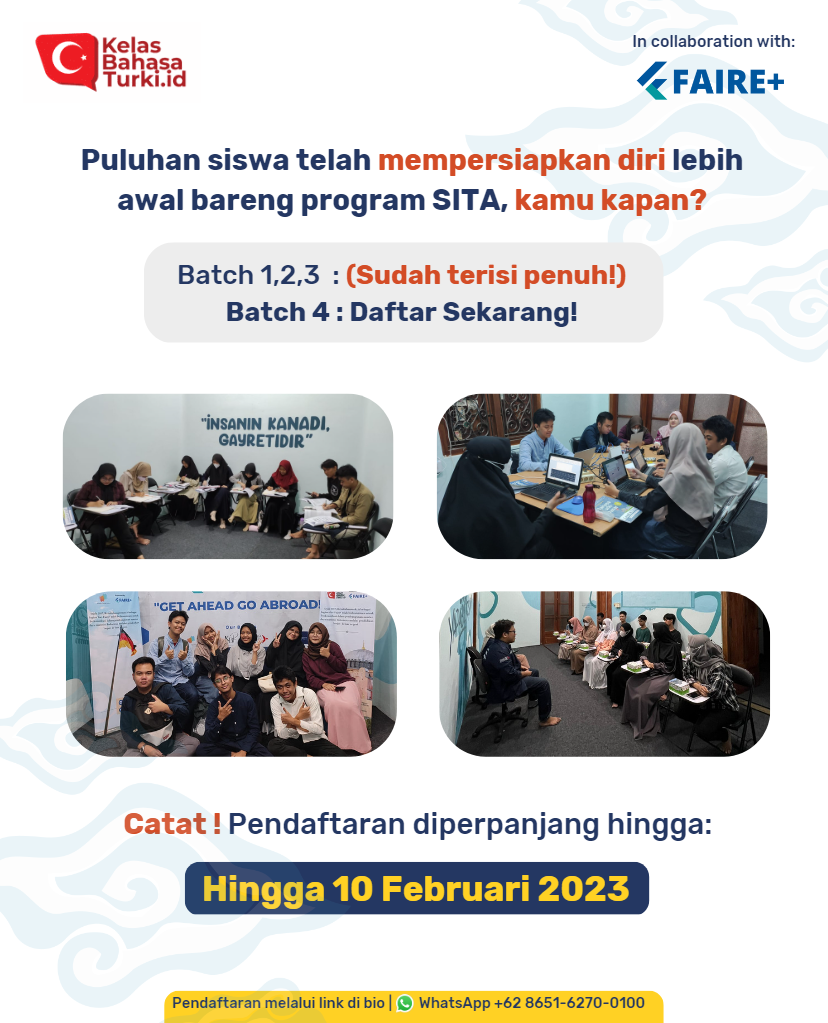 Kelas
Bahasa
Turki.id
In collaboration with:
FAIRE+
Puluhan siswa telah mempersiapkan diri lebih
awal bareng program SITA, kamu kapan?
Batch 1,2,3 : (Sudah terisi penuh!)
Batch 4 : Daftar Sekarang!
"İNSANIN KANADI,
GAYRETİDİR"
FAIRE+
"GET AHEAD GO ABROAD!
FAIRE+
Catat ! Pendaftaran diperpanjang hingga:
Hingga 10 Februari 2023
Pendaftaran melalui link di bio | WhatsApp +62 8651-6270-0100